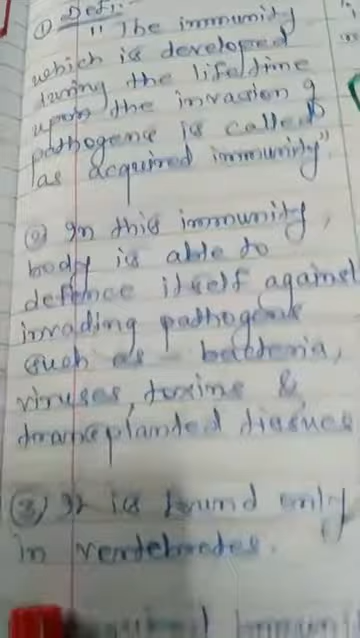 ① Defi:-
" The immunity
which is developed
during the lifetime
upon the invasion of
pathogens is called
as acquired immunity"
② In this immunity,
body is able to
defence itself against
invading pathogens
such as bacteria,
viruses, toxins &
transplanted tissues
③ It is found only
in vertebrates.